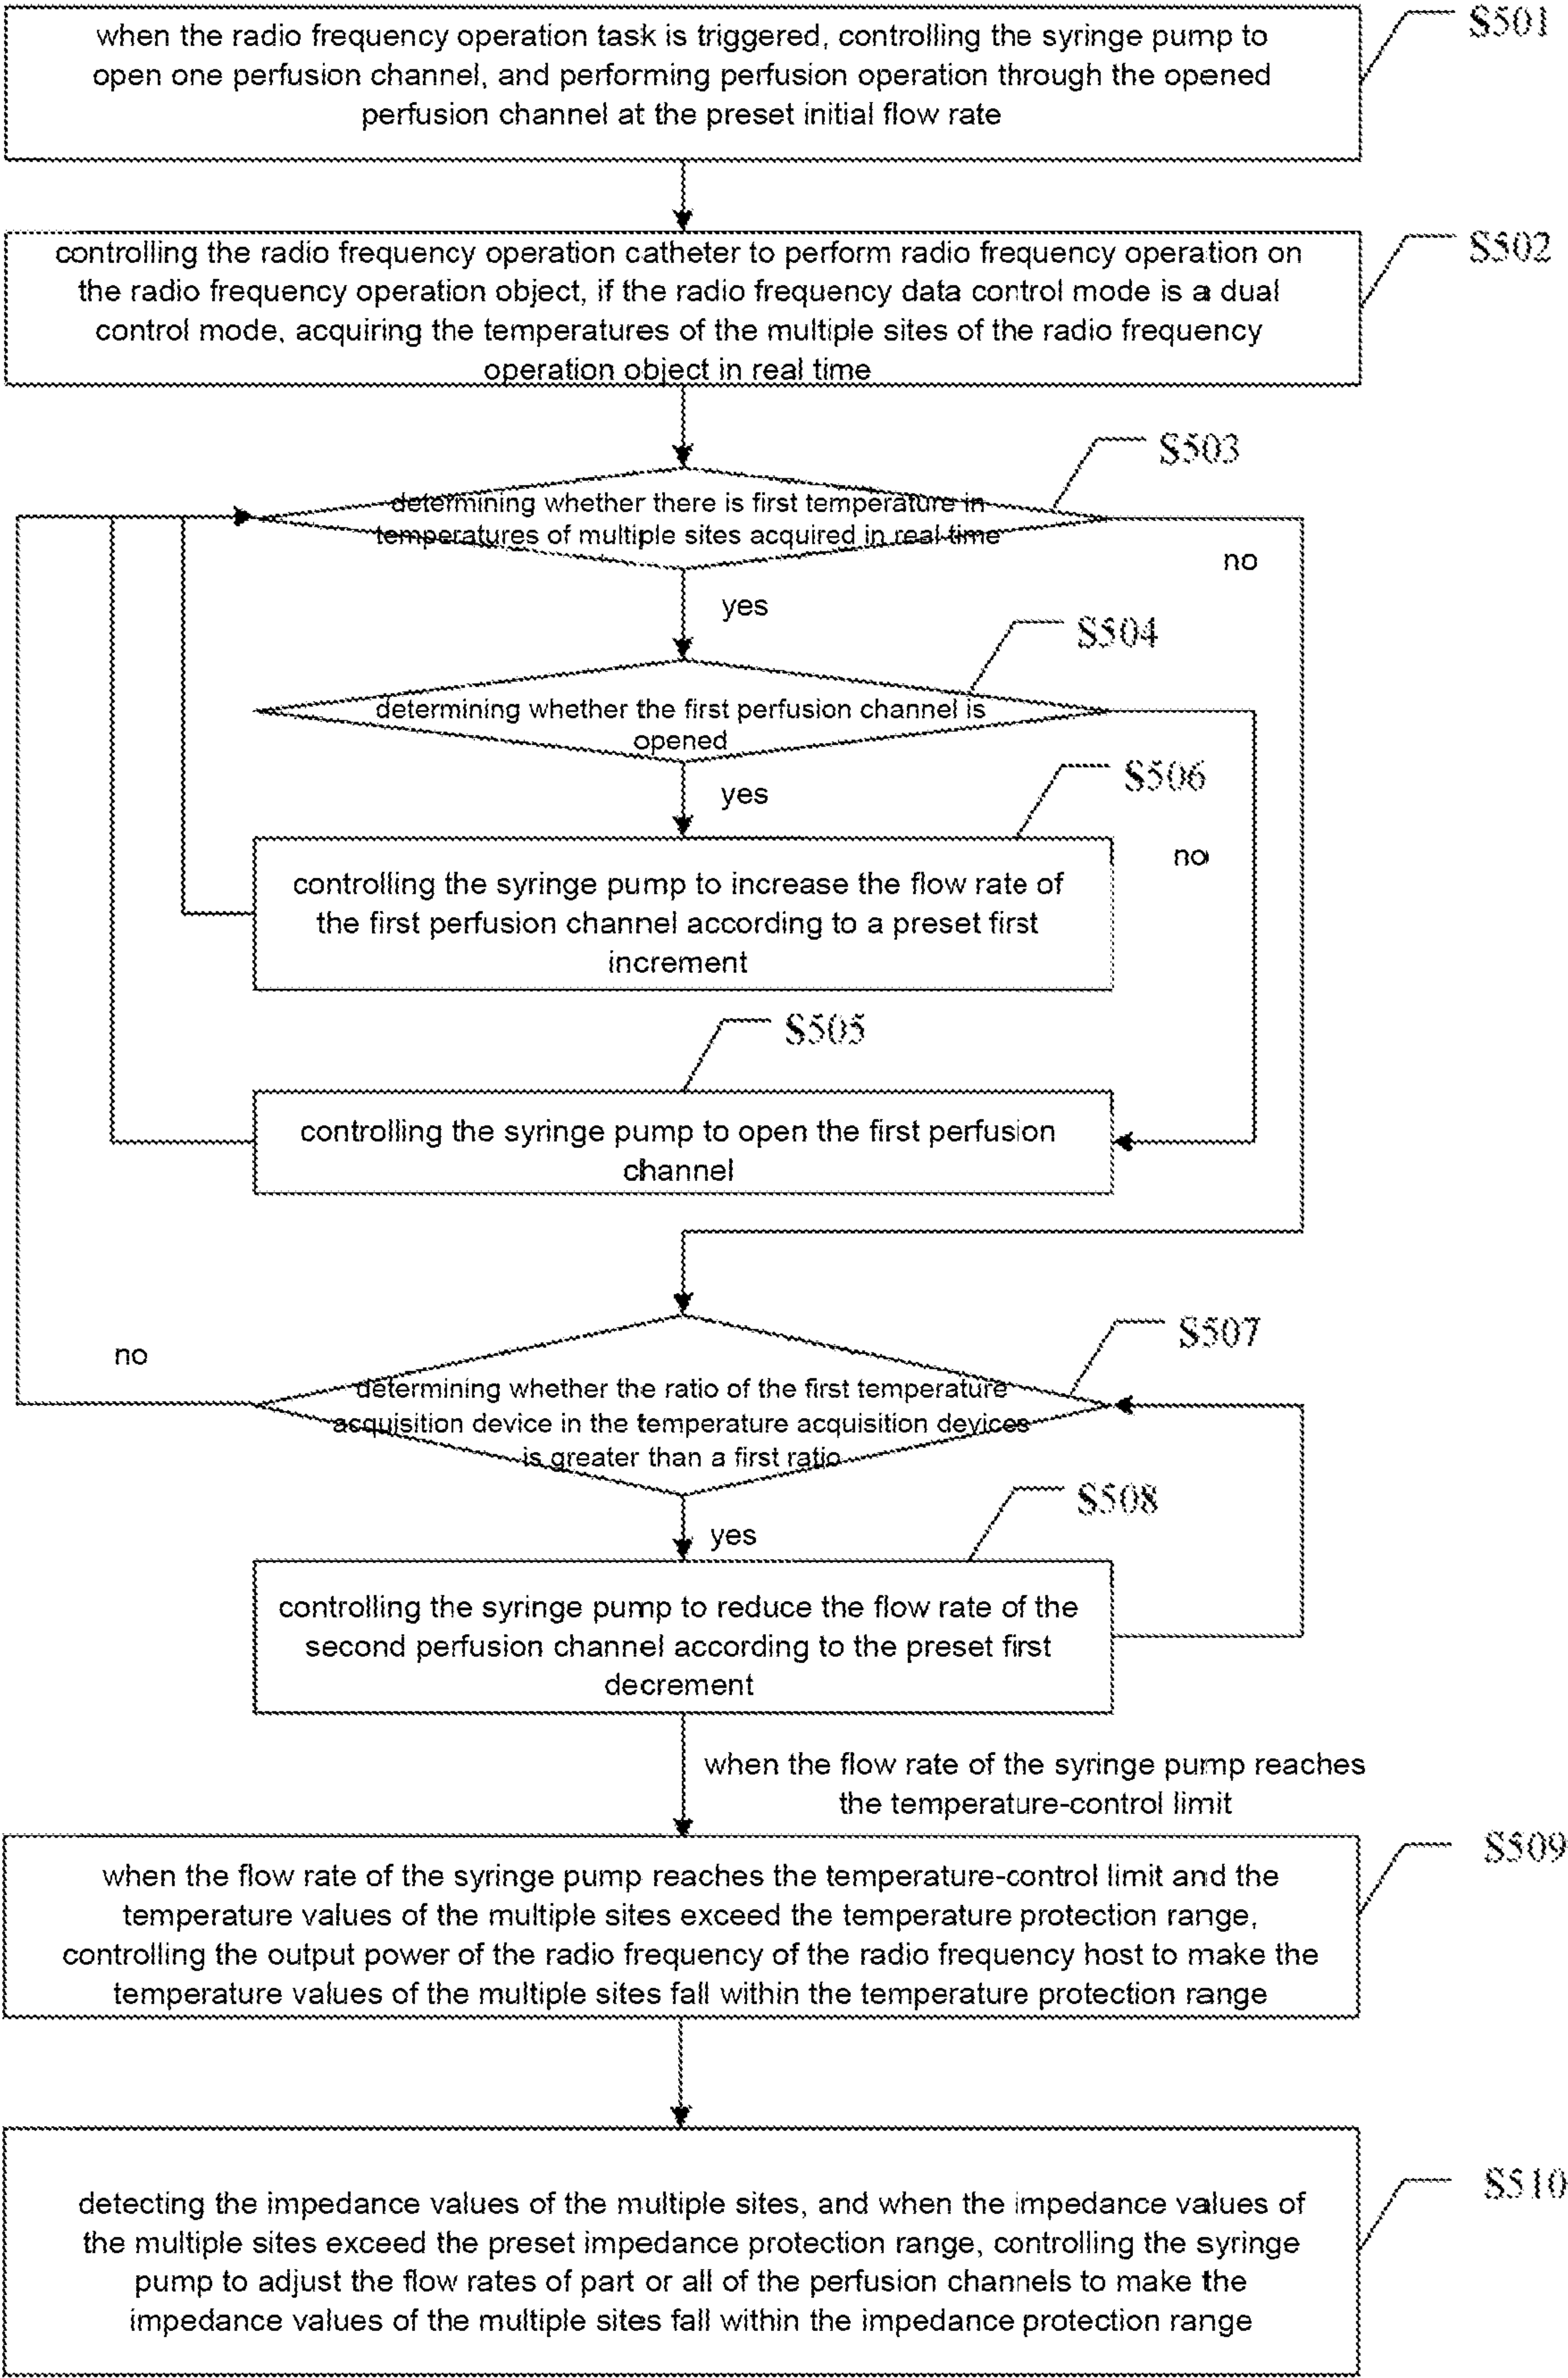 when the radio frequency operation task is triggered, controlling the syringe pump to
open one perfusion channel, and performing perfusion operation through the opened
perfusion channel at the preset initial flow rate
S501
controlling the radio frequency operation catheter to perform radio frequency operation on
the radio frequency operation object, if the radio frequency data control mode is a dual
control mode, acquiring the temperatures of the multiple sites of the radio frequency
operation object in real time
S502
determining whether there is first temperature in
temperatures of multiple sites acquired in real-time
S503
no
yes
determining whether the first perfusion channel is
opened
S504
yes
no
controlling the syringe pump to increase the flow rate of
the first perfusion channel according to a preset first
increment
S506
controlling the syringe pump to open the first perfusion
channel
S505
determining whether the ratio of the first temperature
acquisition device in the temperature acquisition devices
is greater than a first ratio
S507
no
yes
controlling the syringe pump to reduce the flow rate of the
second perfusion channel according to the preset first
decrement
S508
when the flow rate of the syringe pump reaches
the temperature-control limit
when the flow rate of the syringe pump reaches the temperature-control limit and the
temperature values of the multiple sites exceed the temperature protection range,
controlling the output power of the radio frequency of the radio frequency host to make the
temperature values of the multiple sites fall within the temperature protection range
S509
detecting the impedance values of the multiple sites, and when the impedance values of
the multiple sites exceed the preset impedance protection range, controlling the syringe
pump to adjust the flow rates of part or all of the perfusion channels to make the
impedance values of the multiple sites fall within the impedance protection range
S510